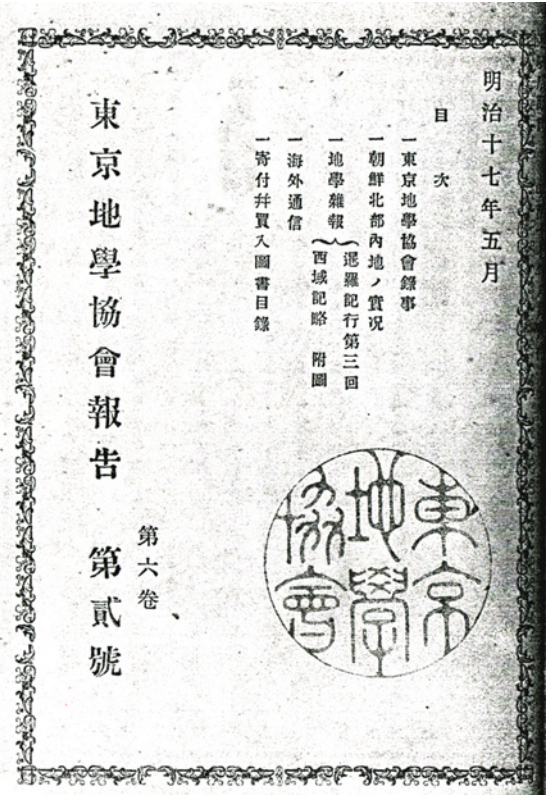 明治十七年五月
目次
一東京地學協會錄事
一朝鮮北部內地ノ實況
一地學雜報
暹羅記行第三回
西域記略 附圖
一海外通信
一寄付幷買入圖書目錄
東京地學協會
第六卷
東京地學協會報告 第貳號